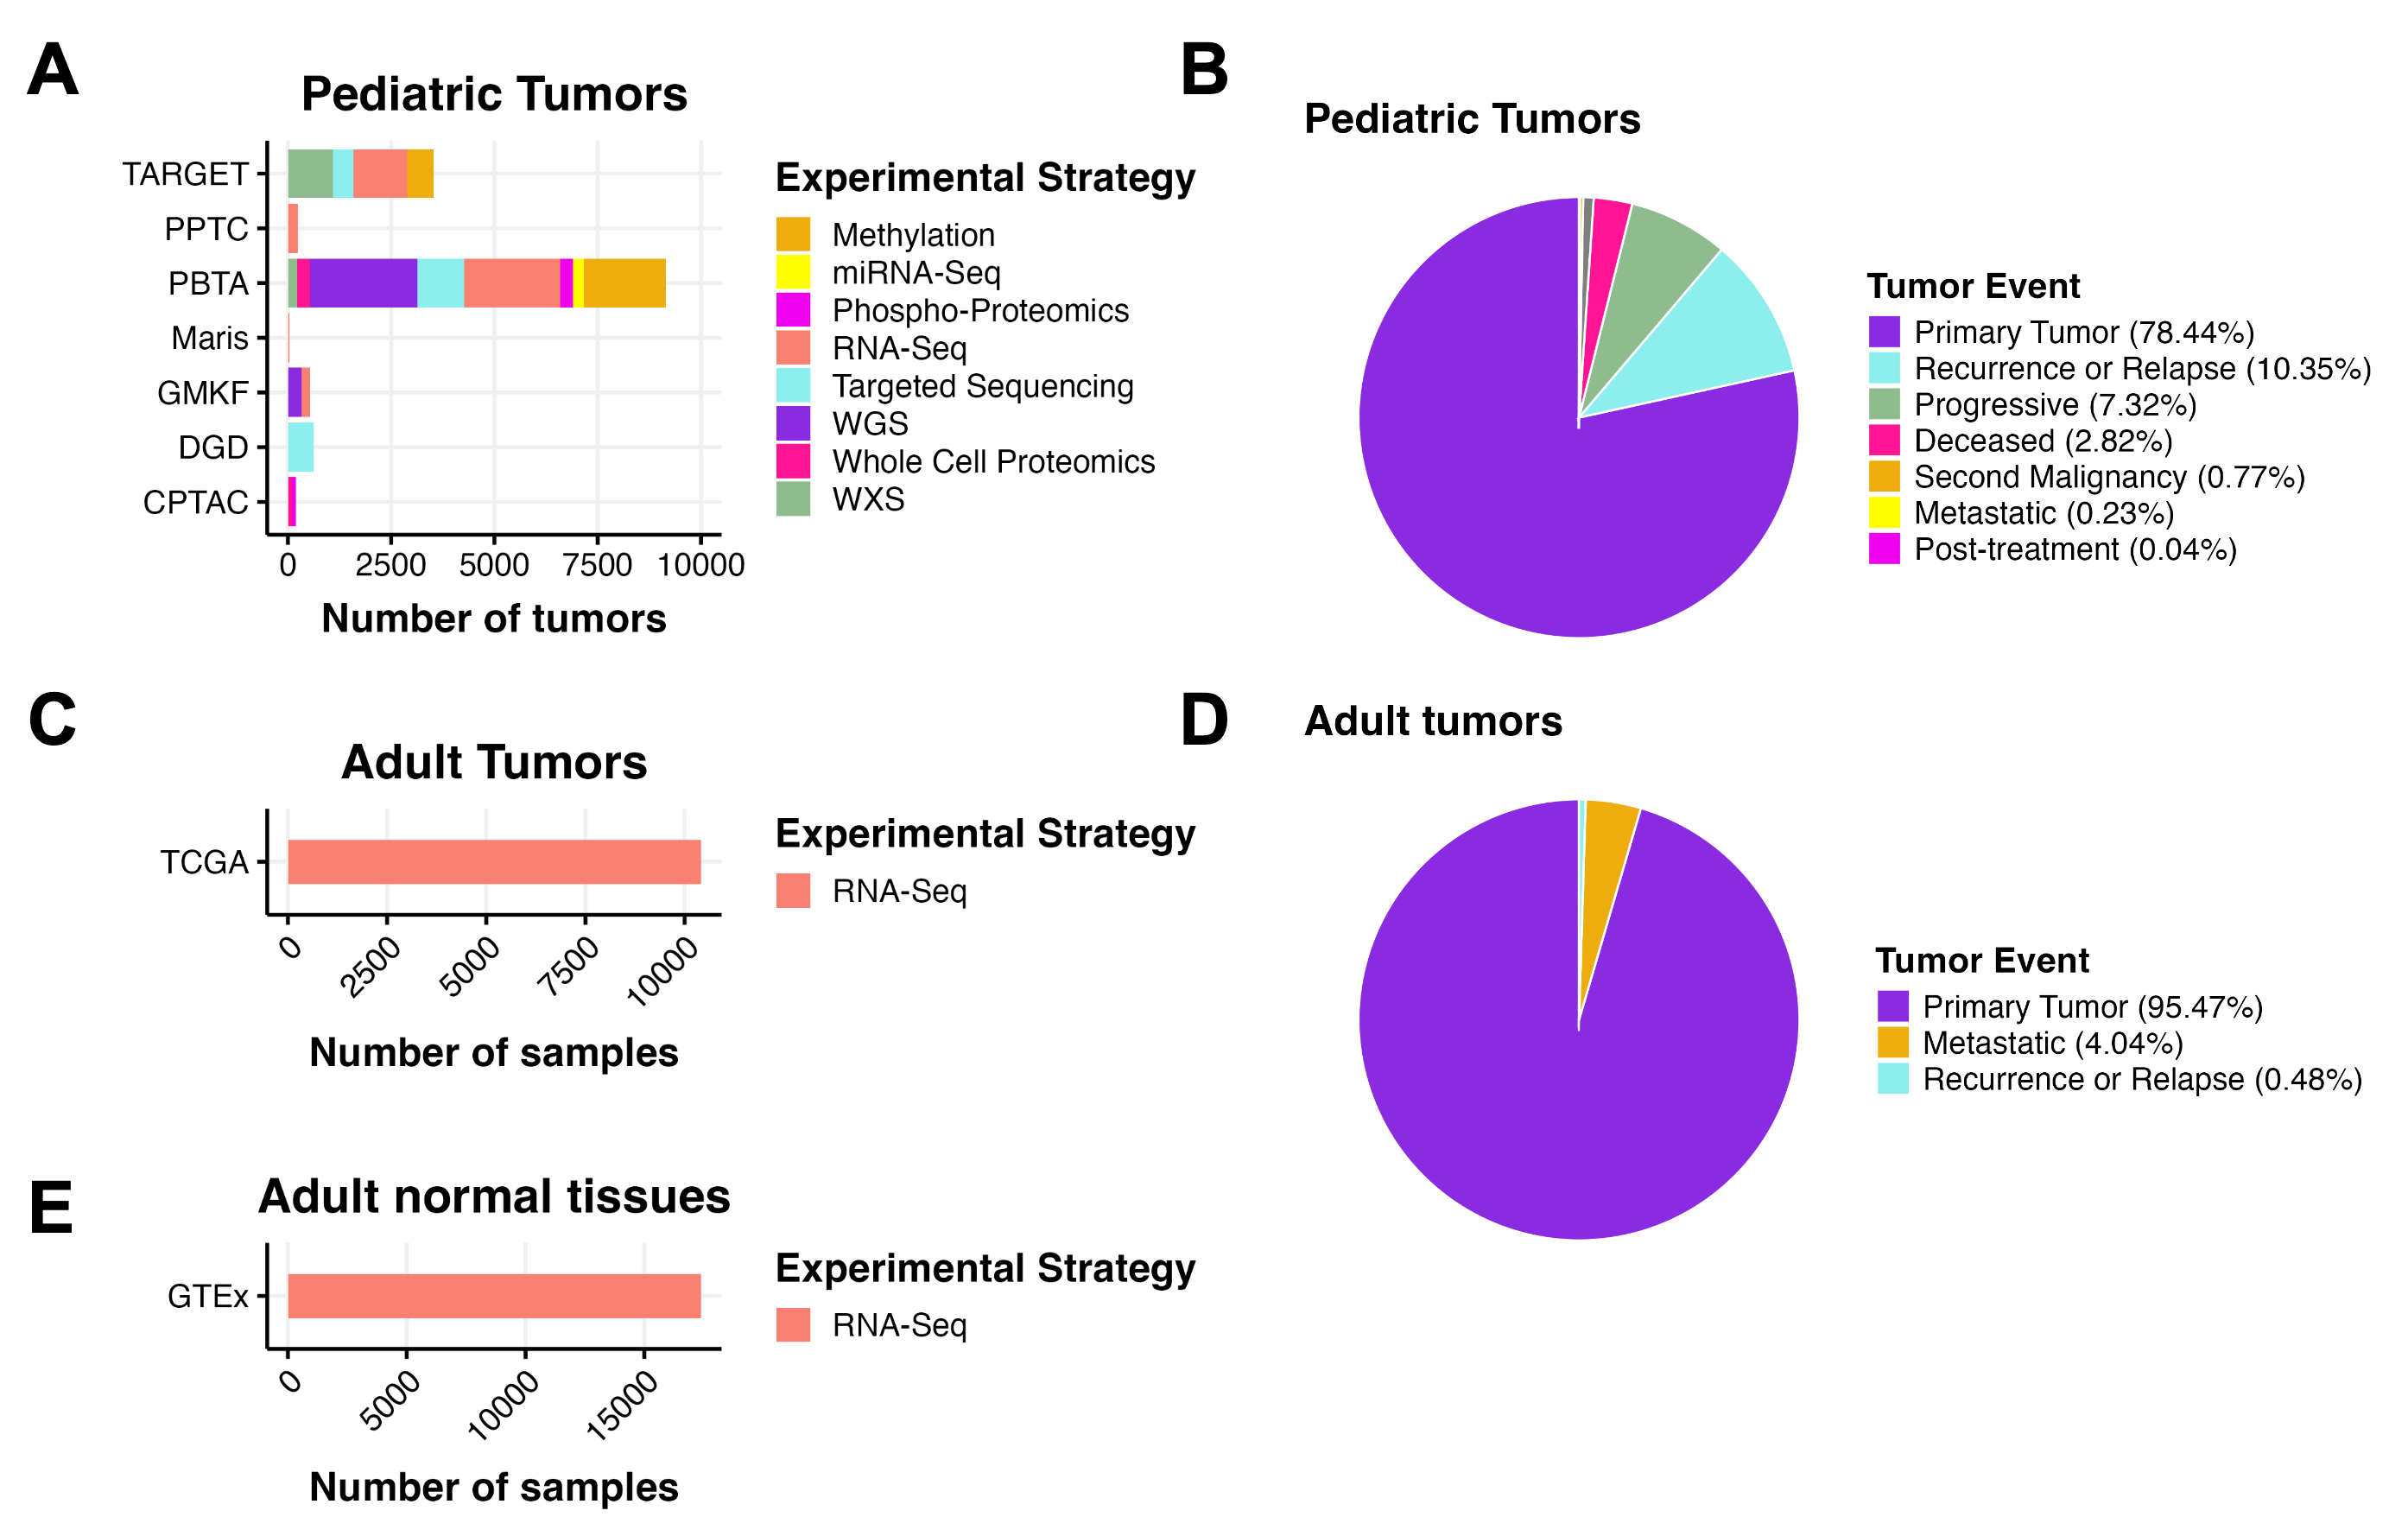 A
Pediatric Tumors
TARGET
PPTC
PBTA
Maris
GMKF
DGD
CPTAC
0 2500 5000 7500 10000
Number of tumors
Experimental Strategy
Methylation
miRNA-Seq
Phospho-Proteomics
RNA-Seq
Targeted Sequencing
WGS
Whole Cell Proteomics
WXS
B
Pediatric Tumors
Tumor Event
Primary Tumor (78.44%)
Recurrence or Relapse (10.35%)
Progressive (7.32%)
Deceased (2.82%)
Second Malignancy (0.77%)
Metastatic (0.23%)
Post-treatment (0.04%)
C
Adult Tumors
TCGA
0 2500 5000 7500 10000
Number of samples
Experimental Strategy
RNA-Seq
D
Adult tumors
Tumor Event
Primary Tumor (95.47%)
Metastatic (4.04%)
Recurrence or Relapse (0.48%)
E
Adult normal tissues
GTEx
0 5000 10000 15000
Number of samples
Experimental Strategy
RNA-Seq